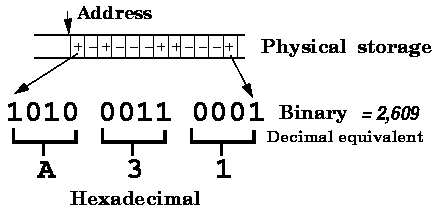 Address
+ - + - - - + + - - - + Physical storage
1010 0011 0001 Binary = 2,609
Decimal equivalent
A 3 1
Hexadecimal